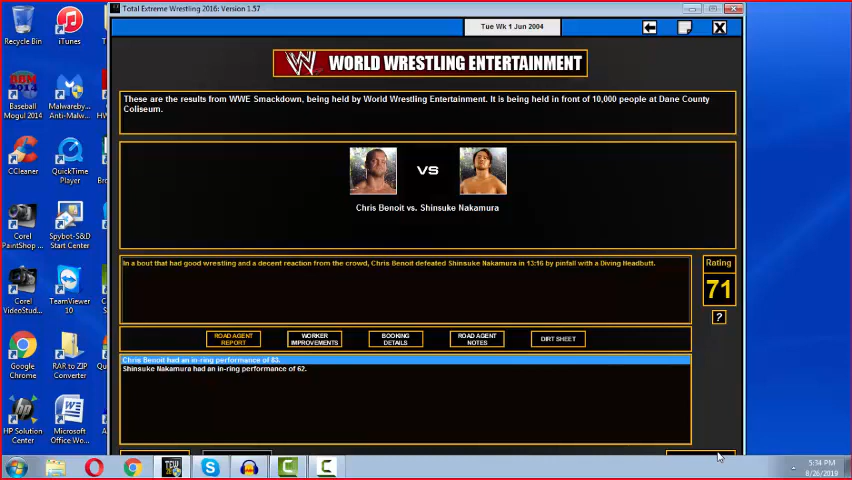 Total Extreme Wrestling 2016: Version 1.57
Tue Wk 1 Jun 2004
WORLD WRESTLING ENTERTAINMENT
These are the results from WWE Smackdown, being held by World Wrestling Entertainment. It is being held in front of 10,000 people at Dane County
Coliseum.
VS
Chris Benoit vs. Shinsuke Nakamura
In a bout that had good wrestling and a decent reaction from the crowd, Chris Benoit defeated Shinsuke Nakamura in 13:16 by pinfall with a Diving Headbutt.
Rating
71
?
ROAD AGENT
REPORT
WORKER
IMPROVEMENTS
BOOKING
DETAILS
ROAD AGENT
NOTES
DIRT SHEET
Chris Benoit had an in-ring performance of 83.
Shinsuke Nakamura had an in-ring performance of 62.
Recycle Bin
iTunes
Baseball
Mogul 2014
Malwareby...
Anti-Malw...
CCleaner
QuickTime
Player
Corel
PaintShop ...
Spybot-S&D
Start Center
Corel
VideoStud...
TeamViewer
10
Google
Chrome
RAR to ZIP
Converter
HP Solution
Center
Microsoft
Office Wo...
5:34 PM
8/26/2019